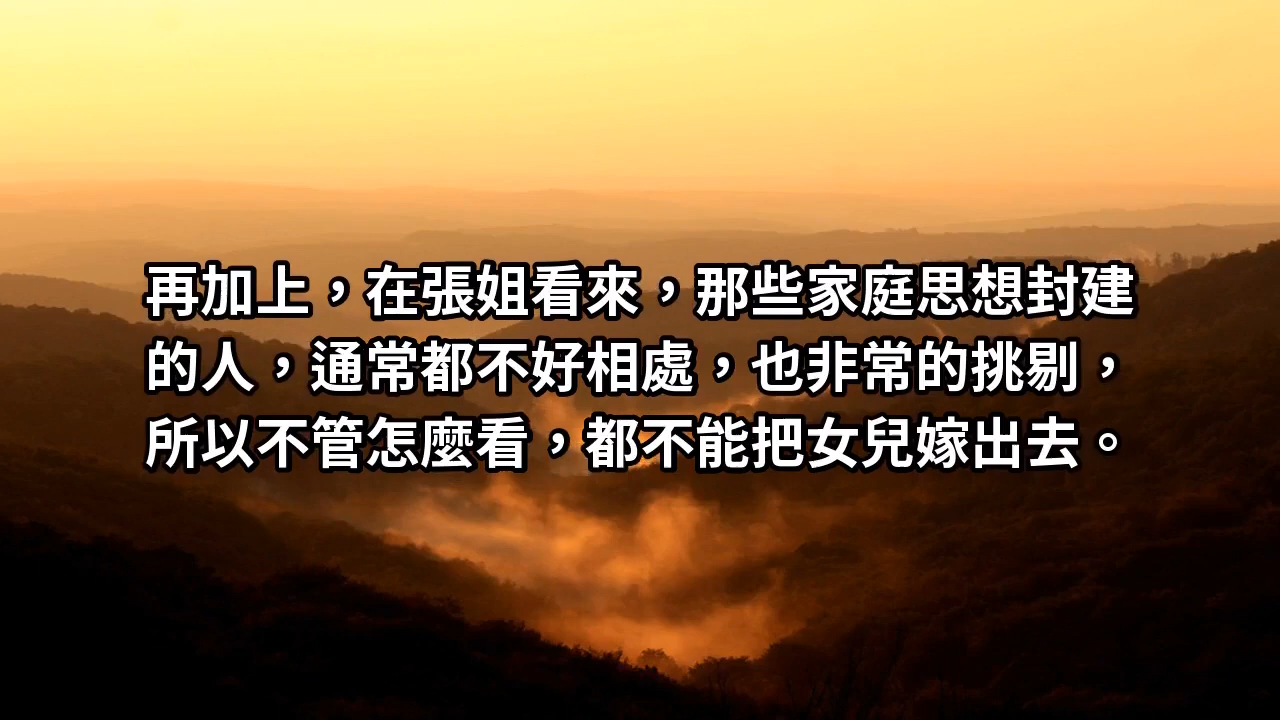 再加上，在張姐看來，那些家庭思想封建
的人，通常都不好相處，也非常的挑剔，
所以不管怎麼看，都不能把女兒嫁出去。